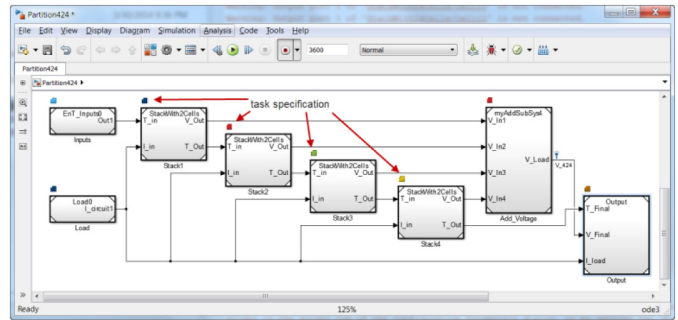 Partition424
File Edit View Display Diagram Simulation Analysis Code Tools Help
3600 Normal
Partition424
Partition424
task specification
EnT_Inputs0
Out1
Inputs
StackWith2Cells
T_in V_Out
I_in T_Out
Stack1
StackWith2Cells
T_in V_Out
I_in T_Out
Stack2
StackWith2Cells
T_in V_Out
I_in T_Out
Stack3
StackWith2Cells
T_in V_Out
I_in T_Out
Stack4
myAddSubSys4
V_In1
V_In2
V_In3
V_In4
V_Load
Add_Voltage
V_424
Load0
I_circuit1
Load
Output
T_Final
V_Final
I_load
Output
Ready 125% ode3